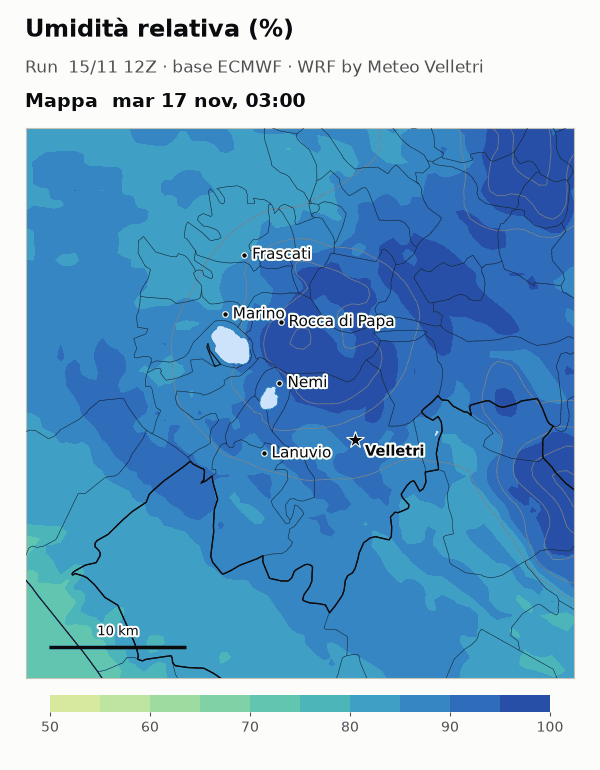 Umidità relativa (%)
Run  15/11 12Z · base ECMWF · WRF by Meteo Velletri
Mappa  mar 17 nov, 03:00
Frascati
Marino
Rocca di Papa
Nemi
Velletri
Lanuvio
10 km
50 60 70 80 90 100